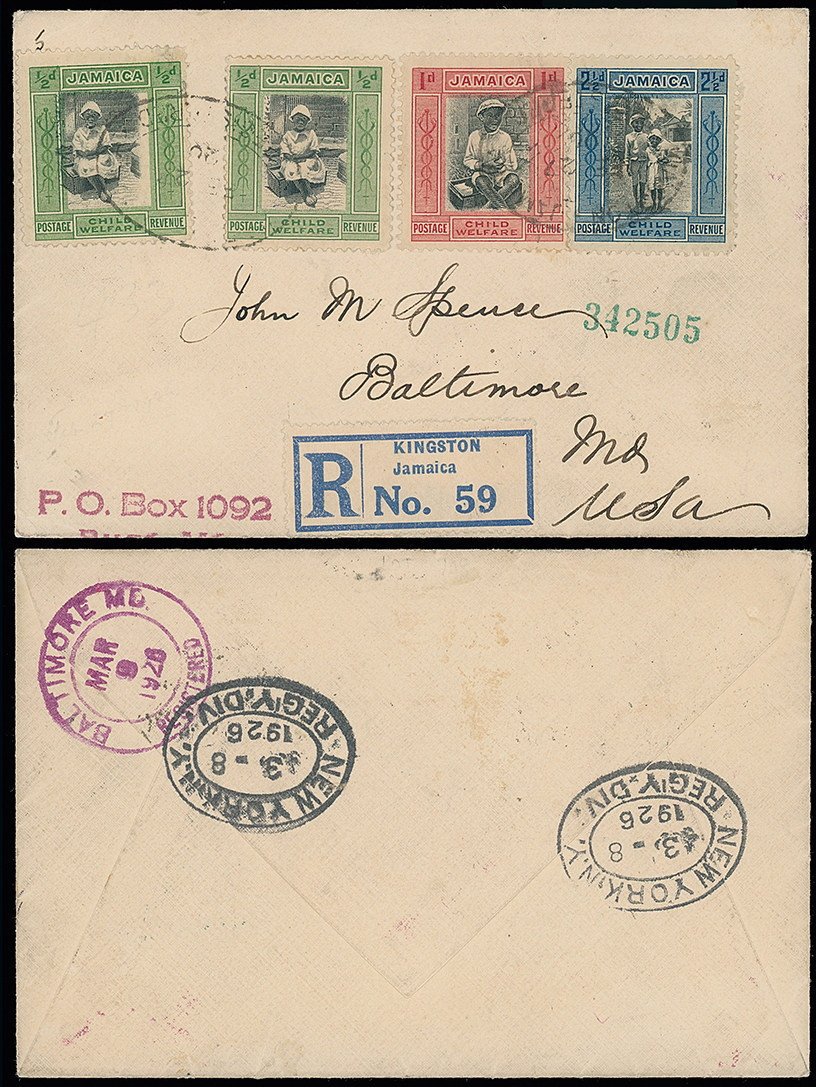 ½d JAMAICA ½d
POSTAGE CHILD WELFARE REVENUE
½d JAMAICA ½d
POSTAGE CHILD WELFARE REVENUE
1d JAMAICA 1d
POSTAGE CHILD WELFARE REVENUE
2½d JAMAICA 2½d
POSTAGE CHILD WELFARE REVENUE
John M Spence
342505
Baltimore
Md
USA
R
KINGSTON
Jamaica
No. 59
P. O. Box 1092
BALTIMORE MD.
REGISTERED
MAR
9
NEW YORK, N.Y.
REG'Y. DIV.
3 - 8
1926
NEW YORK, N.Y.
REG'Y. DIV.
3 - 8
1926